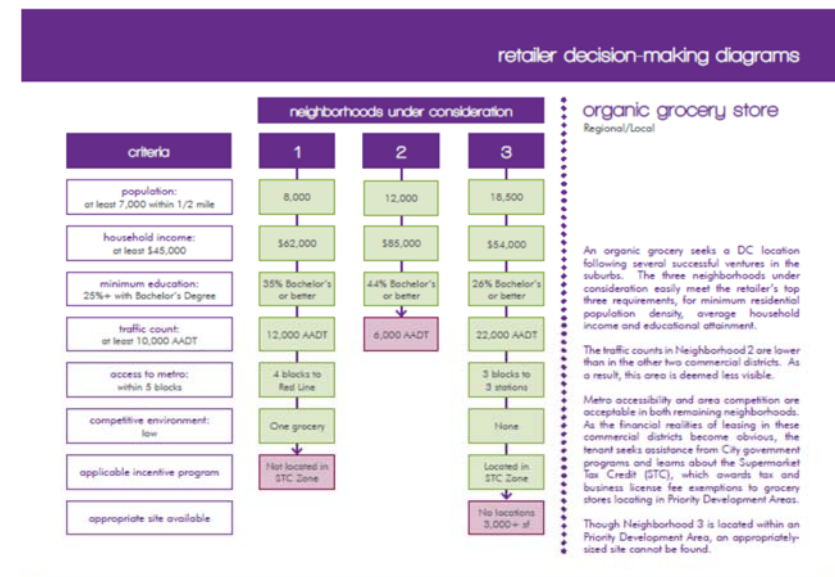 retailer decision-making diagrams
neighborhoods under consideration
criteria
1
2
3
population:
at least 7,000 within 1/2 mile
8,000
12,000
18,500
household income:
at least $45,000
$62,000
$85,000
$54,000
minimum education:
25%+ with Bachelor's Degree
35% Bachelor's
or better
44% Bachelor's
or better
26% Bachelor's
or better
traffic count:
at least 10,000 AADT
12,000 AADT
6,000 AADT
22,000 AADT
access to metro:
within 5 blocks
4 blocks to
Red Line
3 blocks to
3 stations
competitive environment:
low
One grocery
None
applicable incentive program
Not located in
STC Zone
Located in
STC Zone
appropriate site available
No locations
3,000+ sf
organic grocery store
Regional/Local
An organic grocery seeks a DC location
following several successful ventures in the
suburbs. The three neighborhoods under
consideration easily meet the retailer's top
three requirements, for minimum residential
population density, average household
income and educational attainment.
The traffic counts in Neighborhood 2 are lower
than in the other two commercial districts. As
a result, this area is deemed less visible.
Metro accessibility and area competition are
acceptable in both remaining neighborhoods.
As the financial realities of leasing in these
commercial districts become obvious, the
tenant seeks assistance from City government
programs and learns about the Supermarket
Tax Credit (STC), which awards tax and
business license fee exemptions to grocery
stores locating in Priority Development Areas.
Though Neighborhood 3 is located within an
Priority Development Area, an appropriately-
sized site cannot be found.